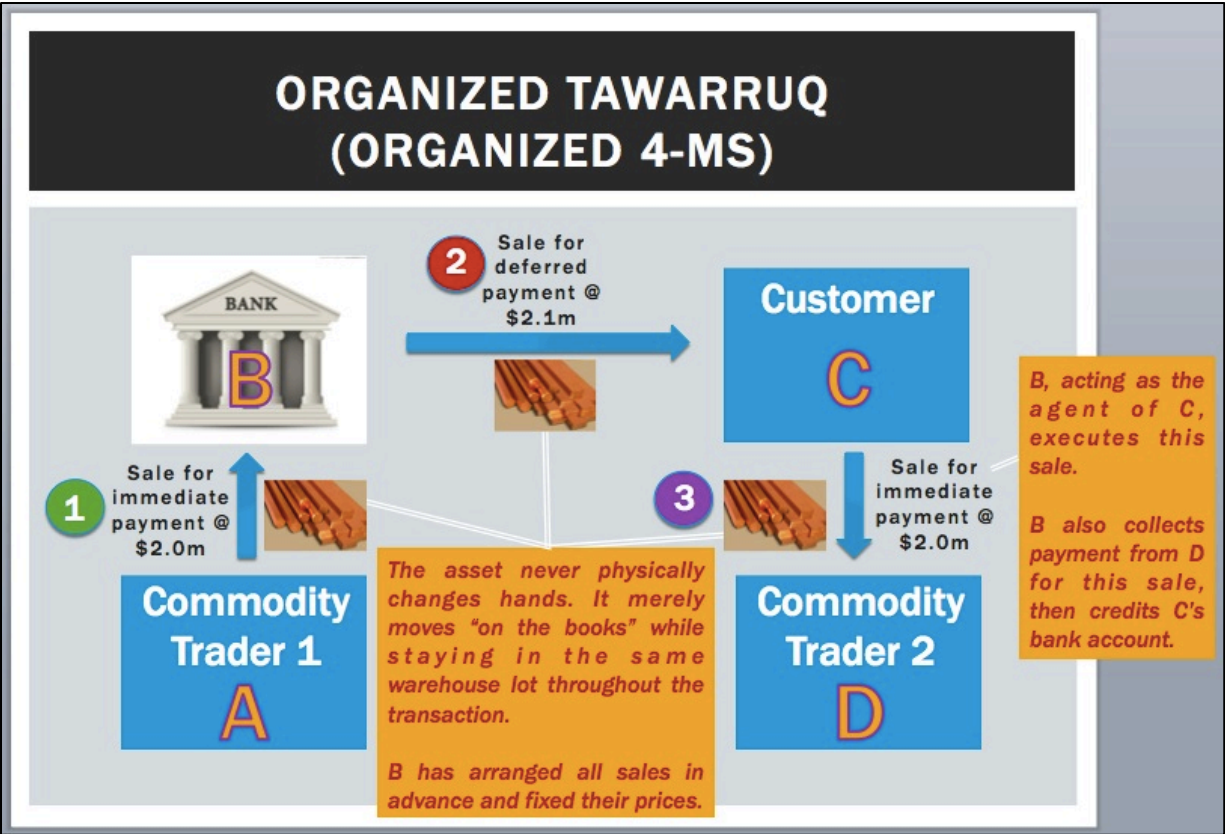 ORGANIZED TAWARRUQ
(ORGANIZED 4-MS)
BANK
B
2
Sale for
deferred
payment @
$2.1m
Customer
C
1
Sale for
immediate
payment @
$2.0m
3
Sale for
immediate
payment @
$2.0m
B, acting as the
agent of C,
executes this
sale.
B also collects
payment from D
for this sale,
then credits C's
bank account.
Commodity
Trader 1
A
The asset never physically
changes hands. It merely
moves “on the books” while
staying in the same
warehouse lot throughout the
transaction.
B has arranged all sales in
advance and fixed their prices.
Commodity
Trader 2
D